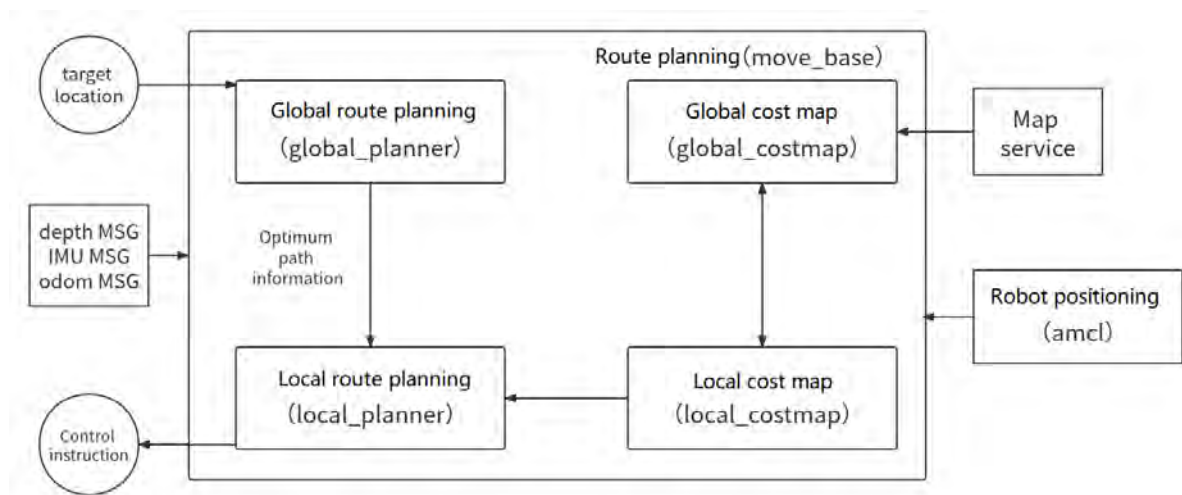 target
location
Route planning(move_base)
Global route planning
(global_planner)
Global cost map
(global_costmap)
Map
service
depth MSG
IMU MSG
odom MSG
Optimum
path
information
Robot positioning
(amcl)
Local route planning
(local_planner)
Local cost map
(local_costmap)
Control
instruction